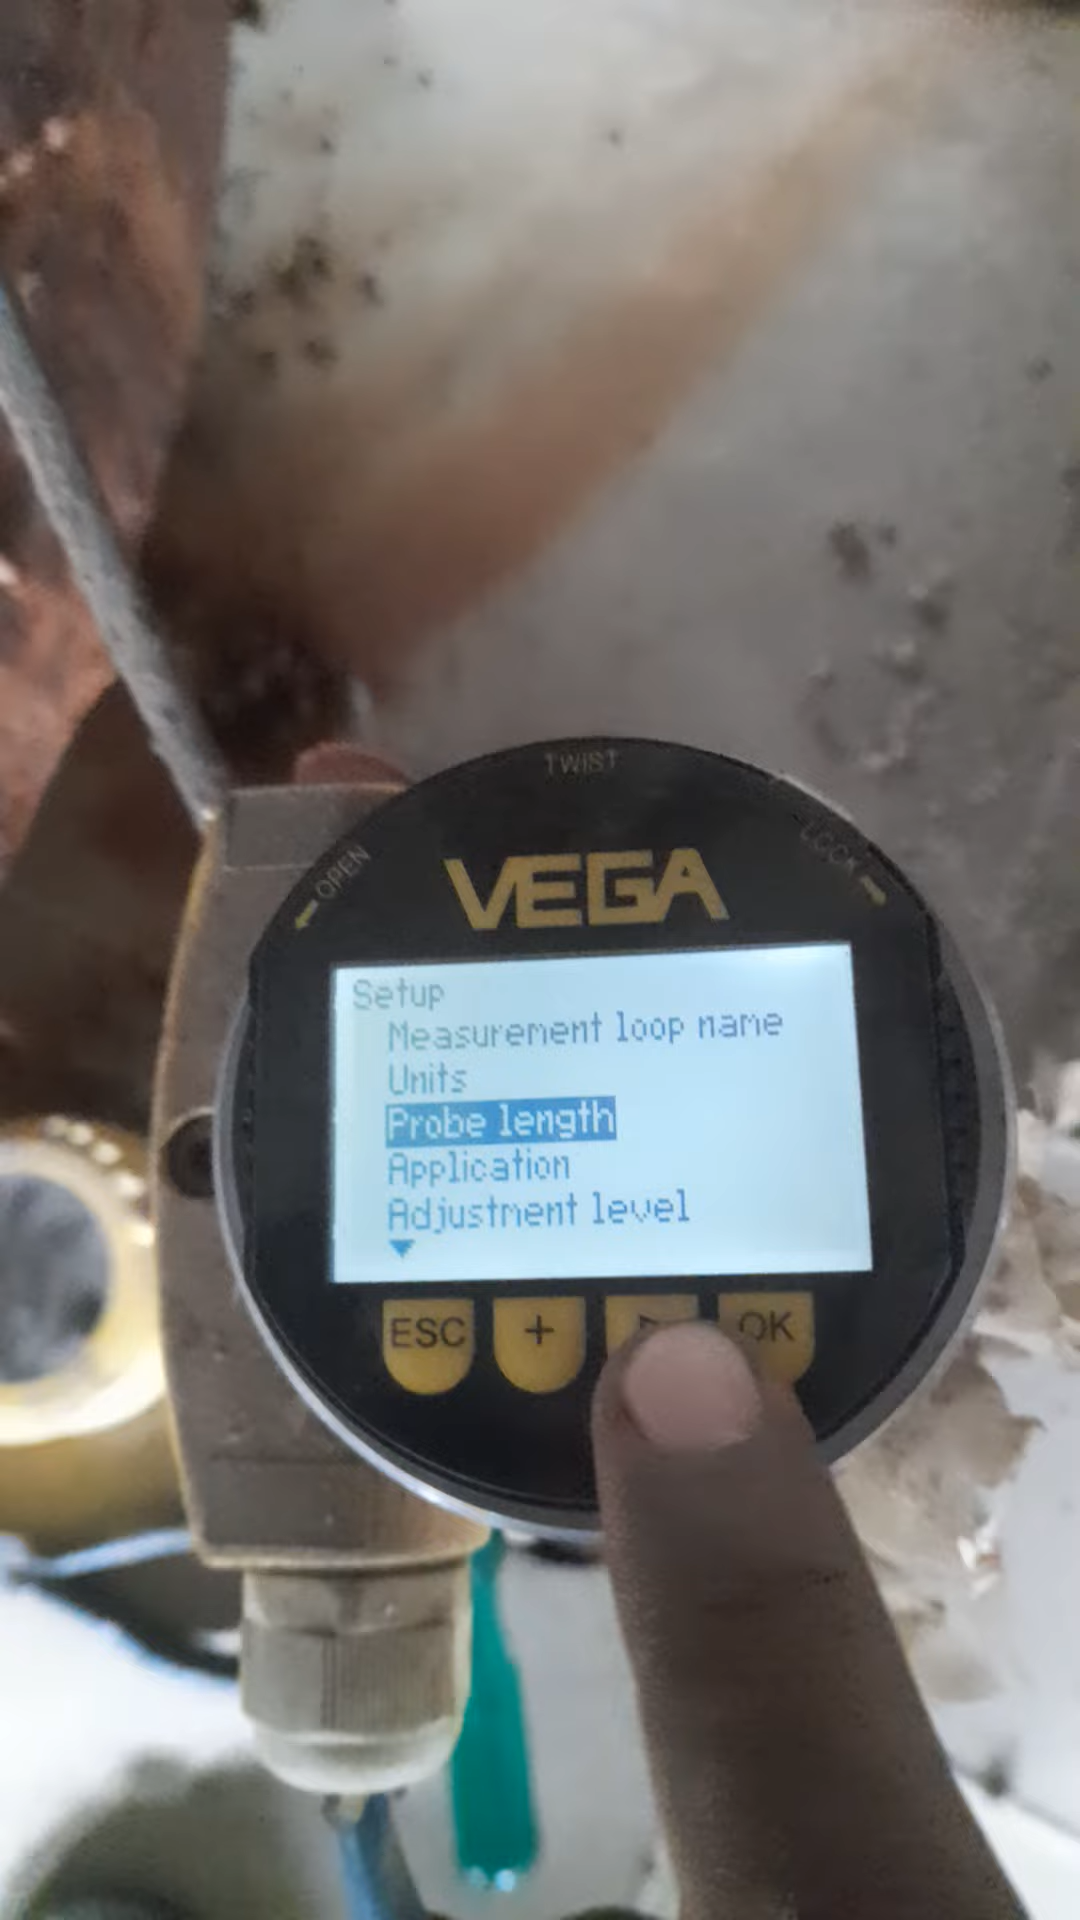 TWIST
OPEN
LOCK
VEGA
Setup
Measurement loop name
Units
Probe length
Application
Adjustment level
ESC
+
OK